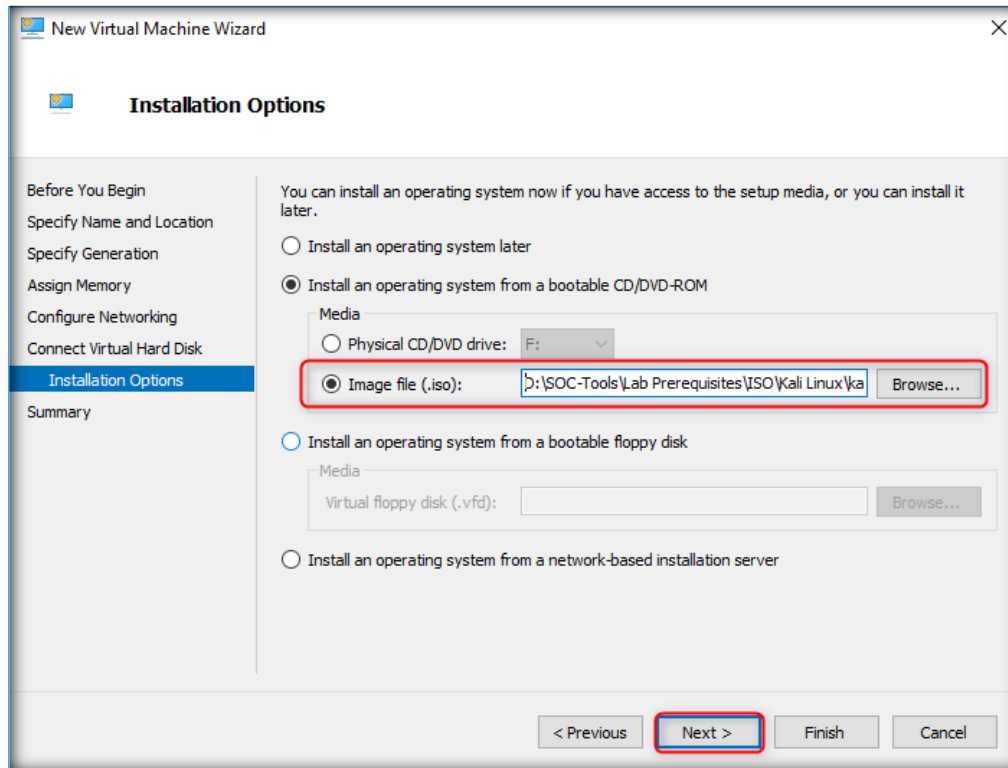 New Virtual Machine Wizard
Installation Options
Before You Begin
Specify Name and Location
Specify Generation
Assign Memory
Configure Networking
Connect Virtual Hard Disk
Installation Options
Summary
You can install an operating system now if you have access to the setup media, or you can install it
later.
Install an operating system later
Install an operating system from a bootable CD/DVD-ROM
Media
Physical CD/DVD drive: F:
Image file (.iso): D:\SOC-Tools\Lab Prerequisites\ISO\Kali Linux\ka Browse...
Install an operating system from a bootable floppy disk
Media
Virtual floppy disk (.vfd): Browse...
Install an operating system from a network-based installation server
< Previous Next > Finish Cancel